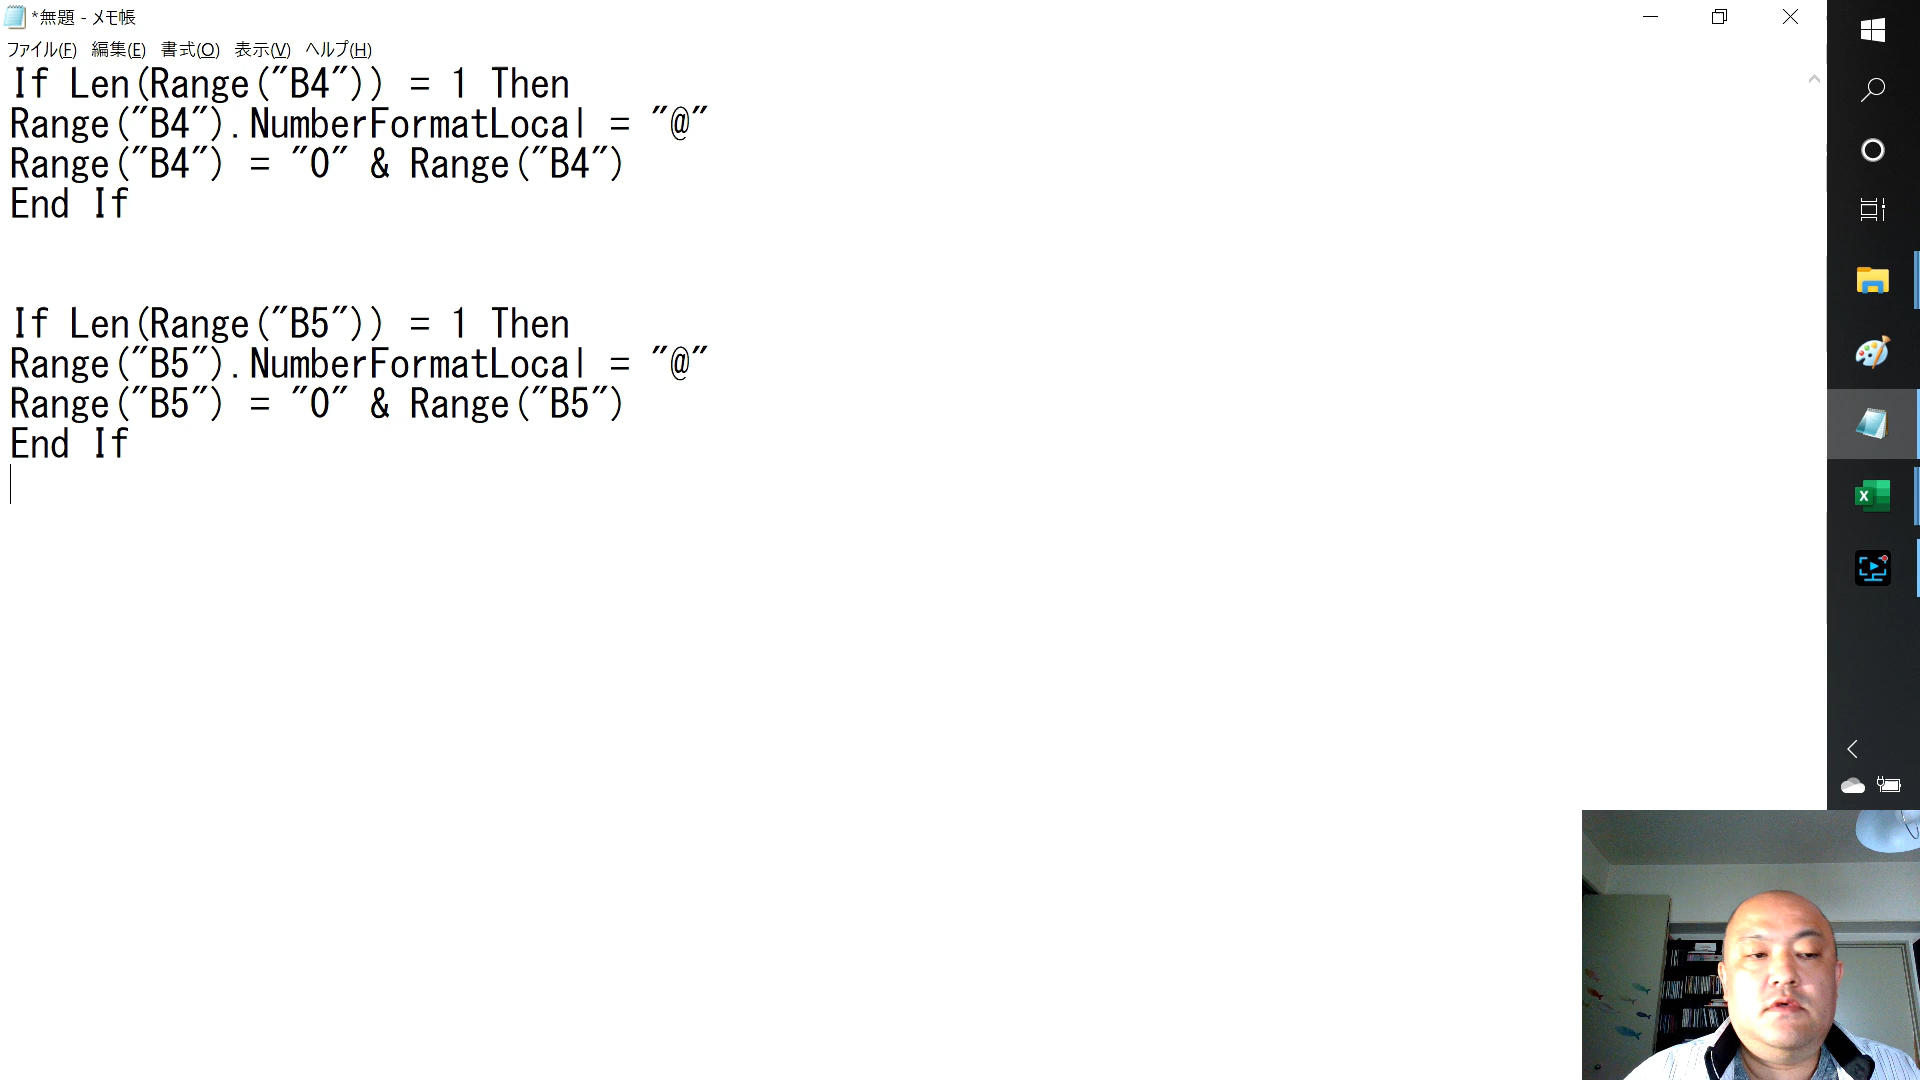 *無題 - メモ帳
ファイル(F) 編集(E) 書式(O) 表示(V) ヘルプ(H)
If Len(Range("B4")) = 1 Then
Range("B4").NumberFormatLocal = "@"
Range("B4") = "0" & Range("B4")
End If
If Len(Range("B5")) = 1 Then
Range("B5").NumberFormatLocal = "@"
Range("B5") = "0" & Range("B5")
End If